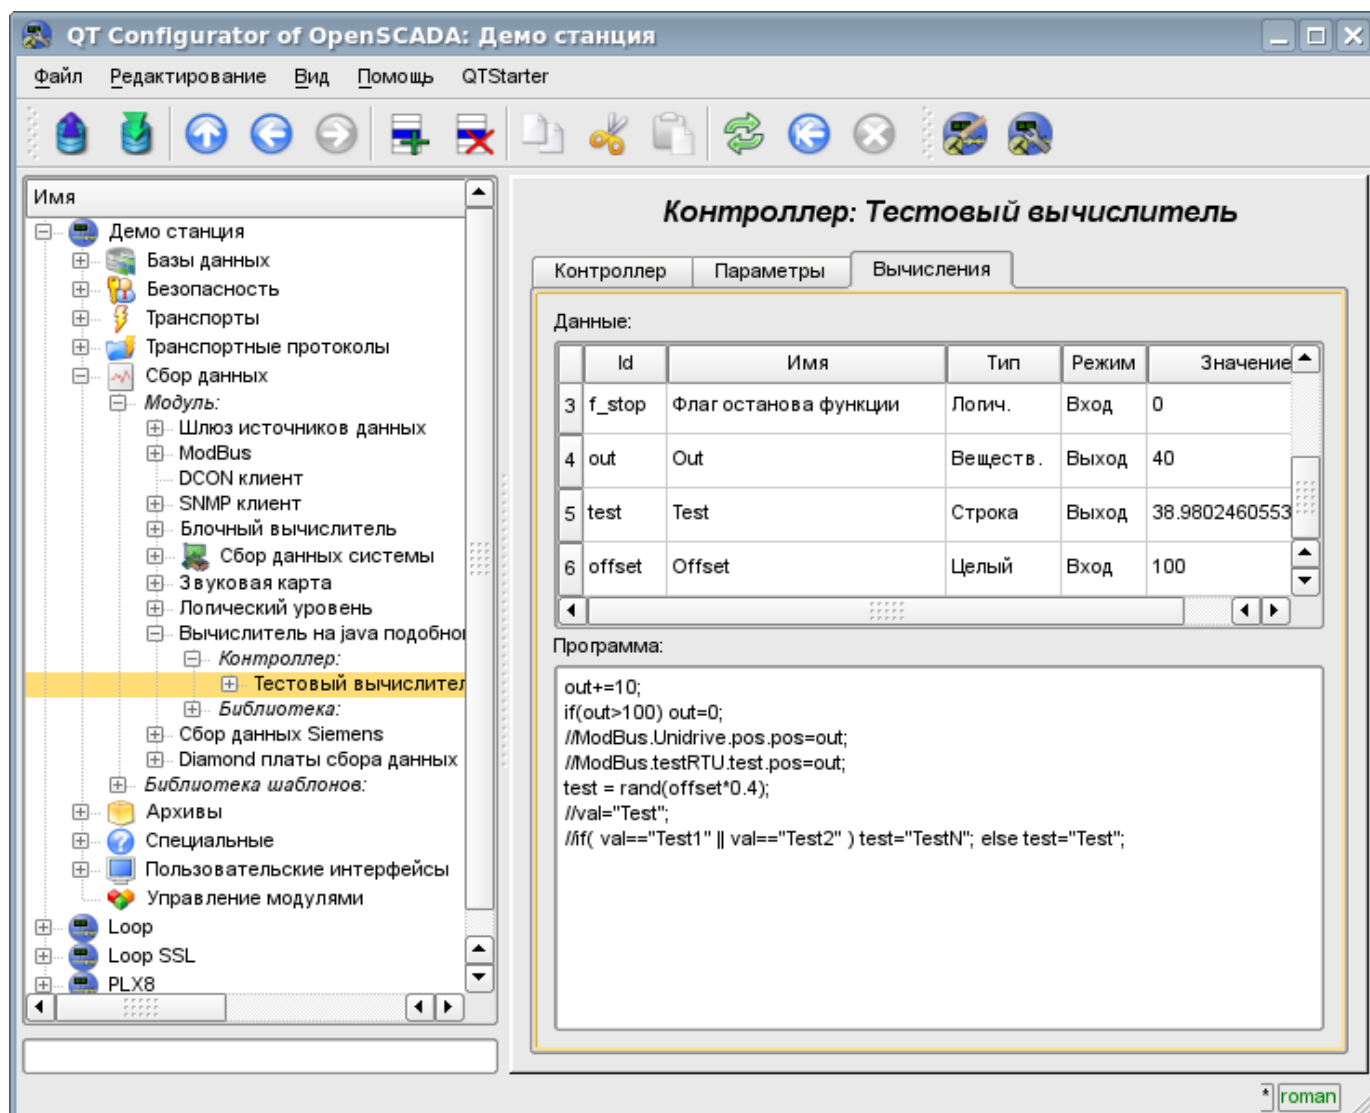 QT Configurator of OpenSCADA: Демо станция
Файл Редактирование Вид Помощь QTStarter
Имя
Демо станция
Базы данных
Безопасность
Транспорты
Транспортные протоколы
Сбор данных
Модуль:
Шлюз источников данных
ModBus
DCON клиент
SNMP клиент
Блочный вычислитель
Сбор данных системы
Звуковая карта
Логический уровень
Вычислитель на java подобно
Контроллер:
Тестовый вычислител
Библиотека:
Сбор данных Siemens
Diamond платы сбора данных
Библиотека шаблонов:
Архивы
Специальные
Пользовательские интерфейсы
Управление модулями
Loop
Loop SSL
PLX8
Контроллер: Тестовый вычислитель
Контроллер Параметры Вычисления
Данные:
Id Имя Тип Режим Значение
3 f_stop Флаг останова функции Логич. Вход 0
4 out Out Веществ. Выход 40
5 test Test Строка Выход 38.9802460553
6 offset Offset Целый Вход 100
Программа:
out+=10;
if(out>100) out=0;
//ModBus.Unidrive.pos.pos=out;
//ModBus.testRTU.test.pos=out;
test = rand(offset*0.4);
//val="Test";
//if( val=="Test1" || val=="Test2" ) test="TestN"; else test="Test";
* roman